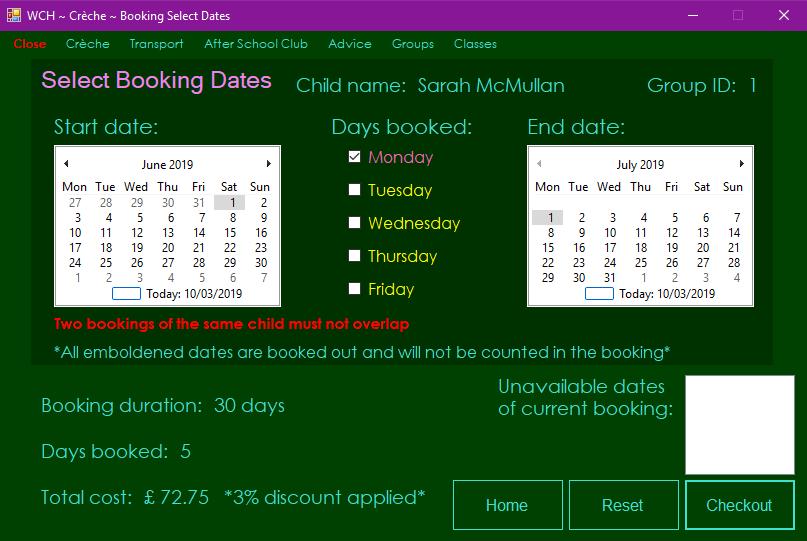 WCH ~ Crèche ~ Booking Select Dates
Close Crèche Transport After School Club Advice Groups Classes
Select Booking Dates Child name: Sarah McMullan Group ID: 1
Start date: Days booked: End date:
June 2019
Mon Tue Wed Thu Fri Sat Sun
27 28 29 30 31 1 2
3 4 5 6 7 8 9
10 11 12 13 14 15 16
17 18 19 20 21 22 23
24 25 26 27 28 29 30
1 2 3 4 5 6 7
Today: 10/03/2019
Monday
Tuesday
Wednesday
Thursday
Friday
July 2019
Mon Tue Wed Thu Fri Sat Sun
1 2 3 4 5 6 7
8 9 10 11 12 13 14
15 16 17 18 19 20 21
22 23 24 25 26 27 28
29 30 31 1 2 3 4
Today: 10/03/2019
Two bookings of the same child must not overlap
*All emboldened dates are booked out and will not be counted in the booking*
Booking duration: 30 days
Days booked: 5
Total cost: £ 72.75 *3% discount applied*
Unavailable dates
of current booking:
Home Reset Checkout